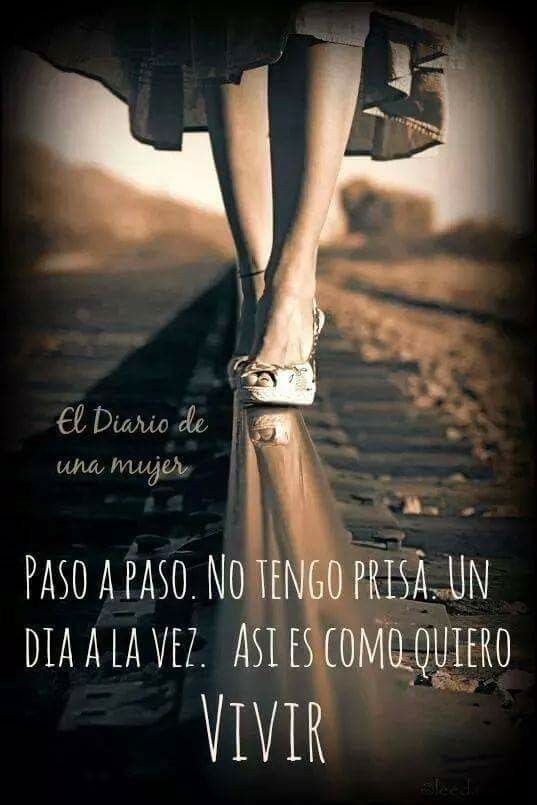 El Diario de
una mujer
PASO A PASO. NO TENGO PRISA. UN
DIA A LA VEZ. ASI ES COMO QUIERO
VIVIR